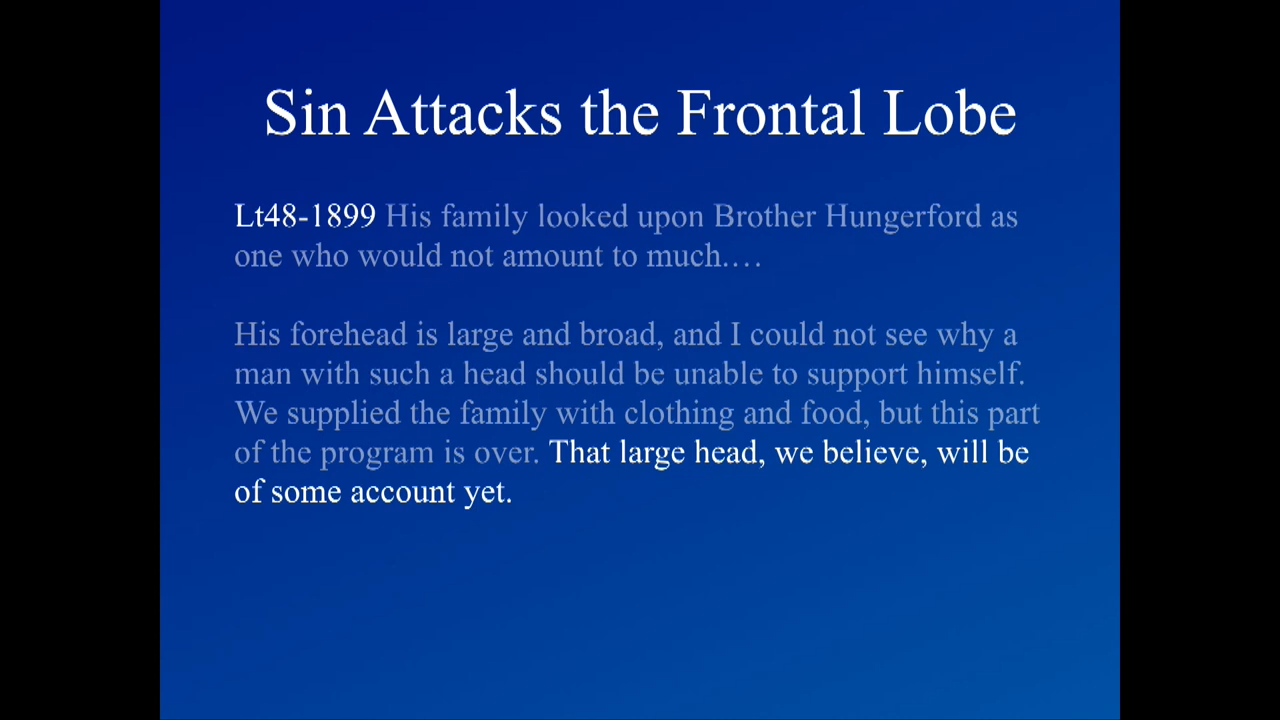 Sin Attacks the Frontal Lobe
Lt48-1899 His family looked upon Brother Hungerford as
one who would not amount to much.…
His forehead is large and broad, and I could not see why a
man with such a head should be unable to support himself.
We supplied the family with clothing and food, but this part
of the program is over. That large head, we believe, will be
of some account yet.